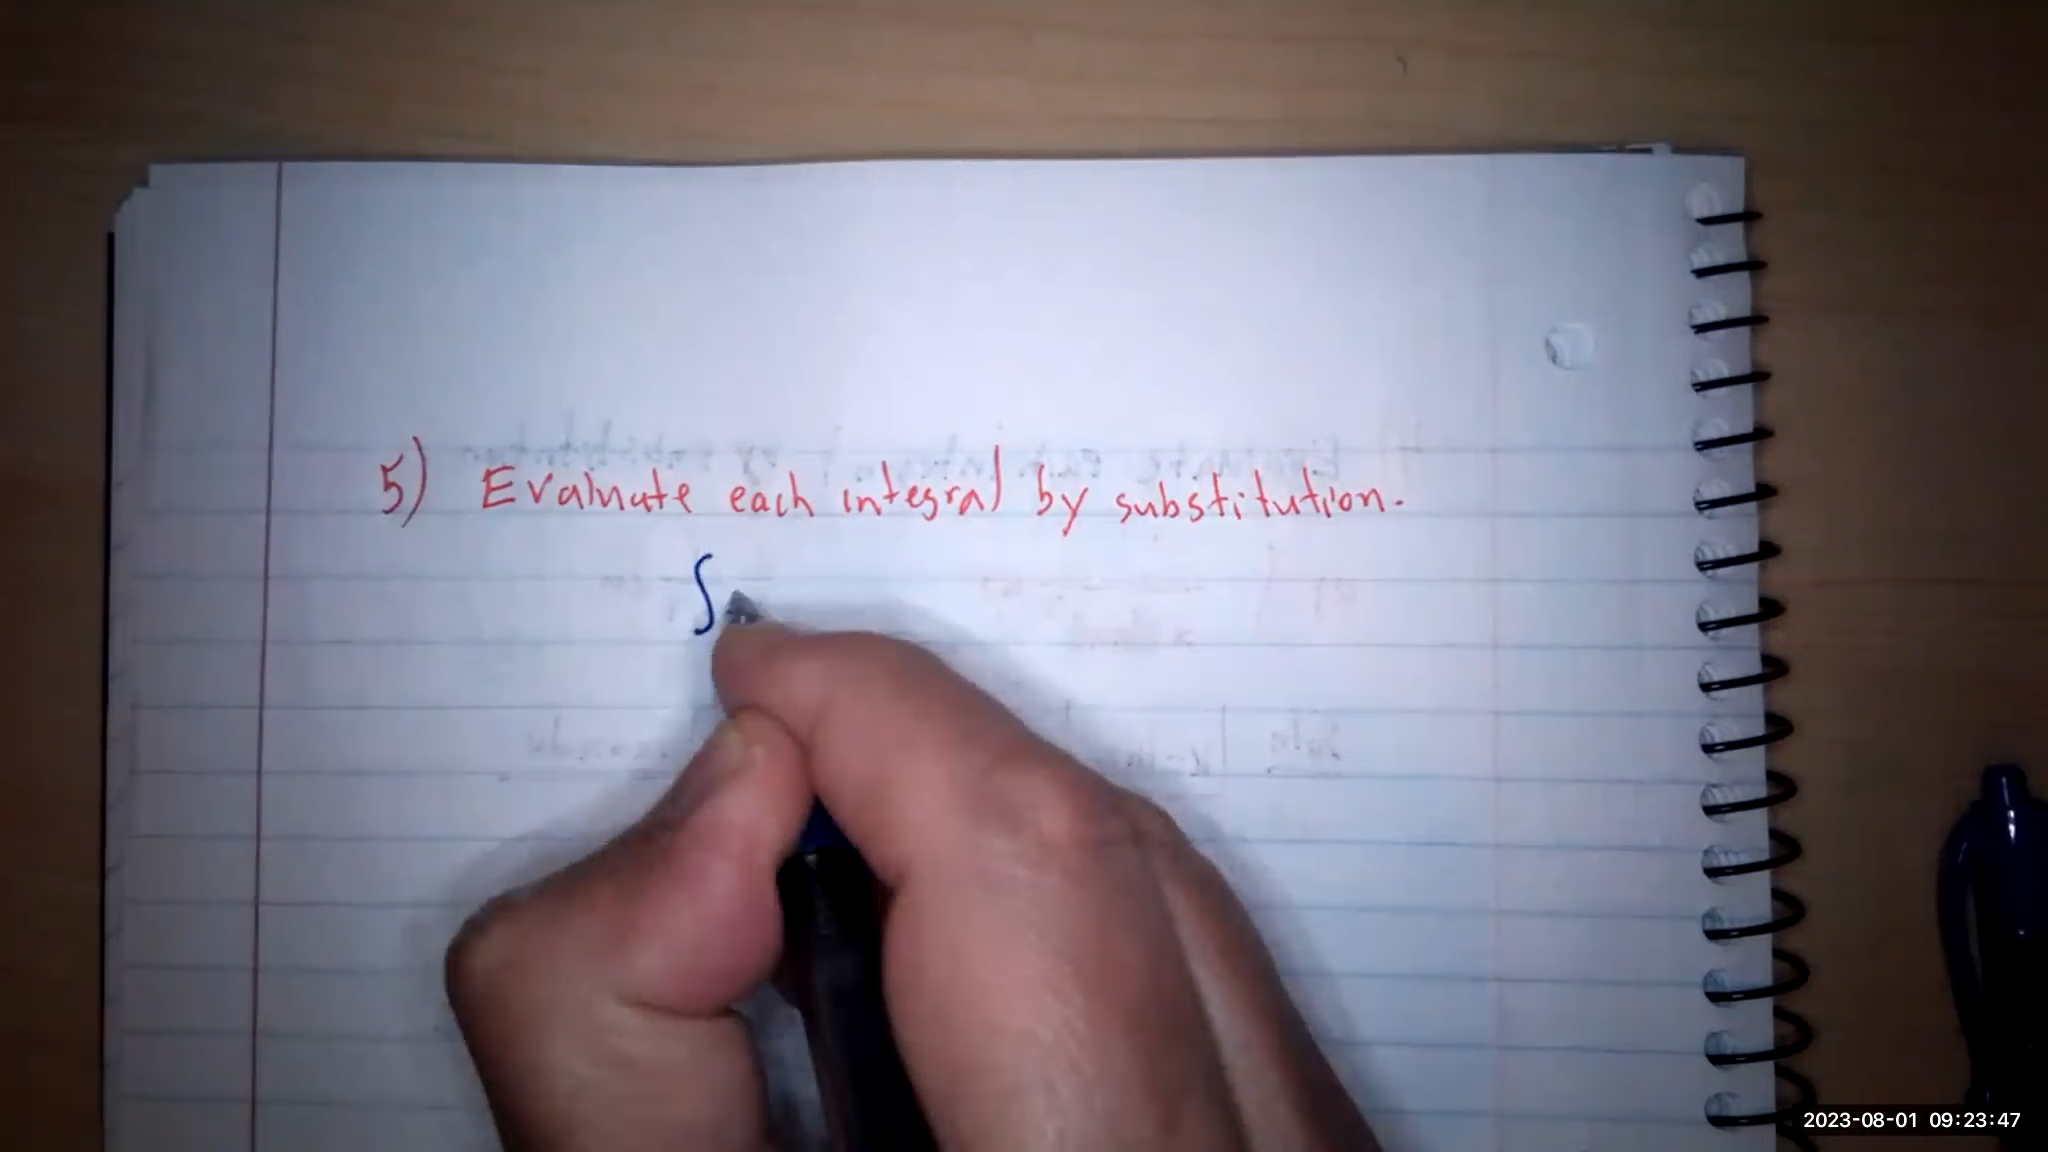 5) Evaluate each integral by substitution.
∫
2023-08-01 09:23:47